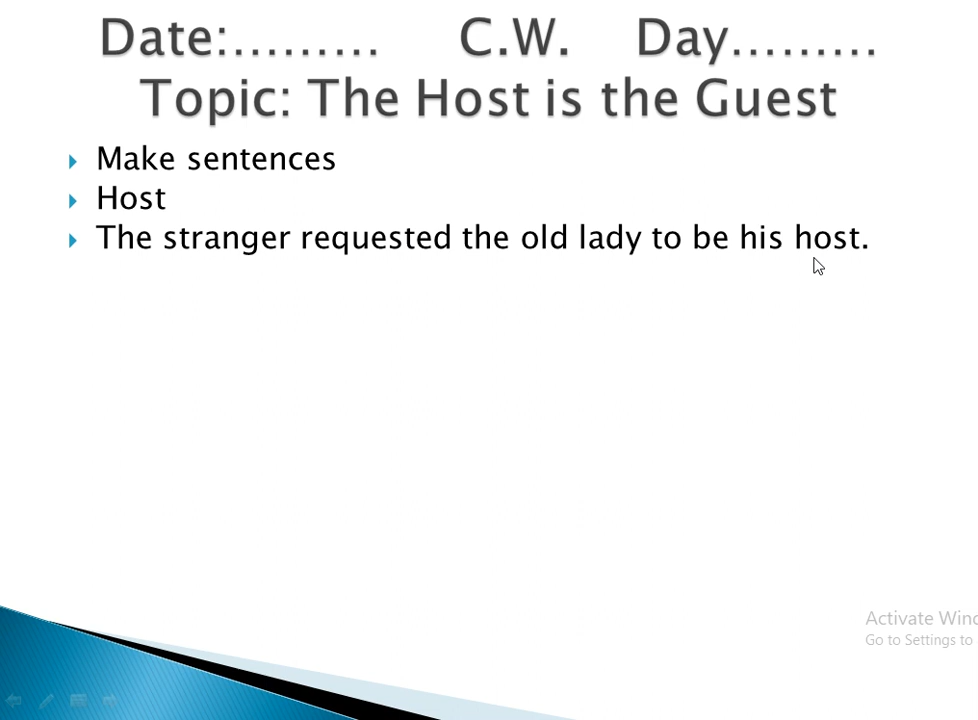 Date:......... C.W. Day.........
Topic: The Host is the Guest
Make sentences
Host
The stranger requested the old lady to be his host.
Activate Wind
Go to Settings to